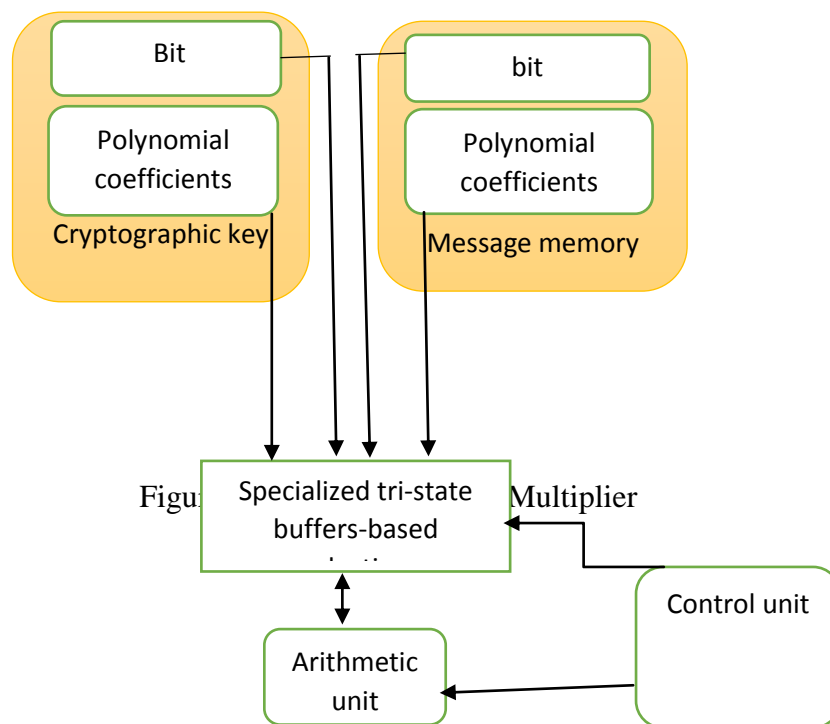 Bit
Polynomial
coefficients
Cryptographic key
bit
Polynomial
coefficients
Message memory
Multiplier
Specialized tri-state
buffers-based
Control unit
Arithmetic
unit